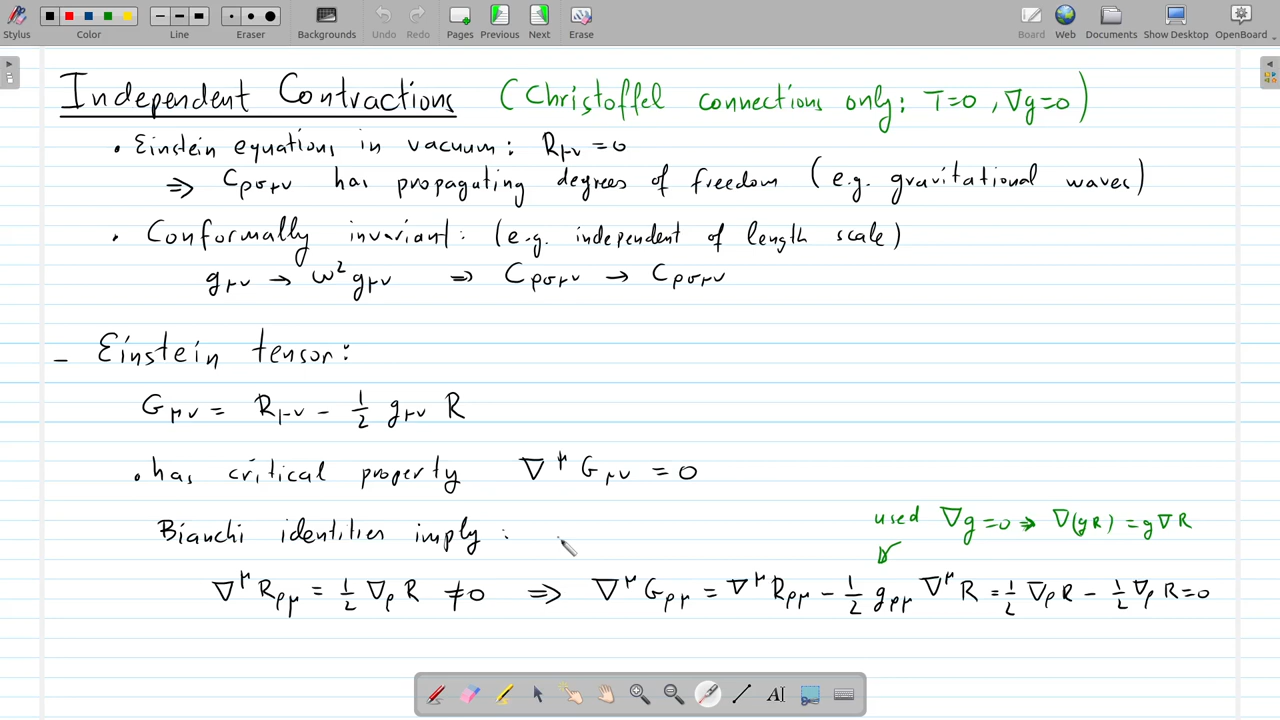 Stylus Color Line Eraser Backgrounds Undo Redo Pages Previous Next Erase Board Web Documents Show Desktop OpenBoard
Independent Contractions (Christoffel connections only: T=0, ∇g=0)
• Einstein equations in vacuum: Rμν = 0
⇒ Cρσμν has propagating degrees of freedom (e.g. gravitational waves)
• Conformally invariant: (e.g. independent of length scale)
gμν → ω² gμν ⇒ Cρσμν → Cρσμν
– Einstein tensor:
Gμν = Rμν − 1/2 gμν R
• has critical property ∇^μ Gμν = 0
used ∇g = 0 ⇒ ∇(gR) = g∇R
Bianchi identities imply:
∇^μ Rρμ = 1/2 ∇ρ R ≠ 0 ⇒ ∇^μ Gρμ = ∇^μ Rρμ − 1/2 gρμ ∇^μ R = 1/2 ∇ρ R − 1/2 ∇ρ R = 0
AI